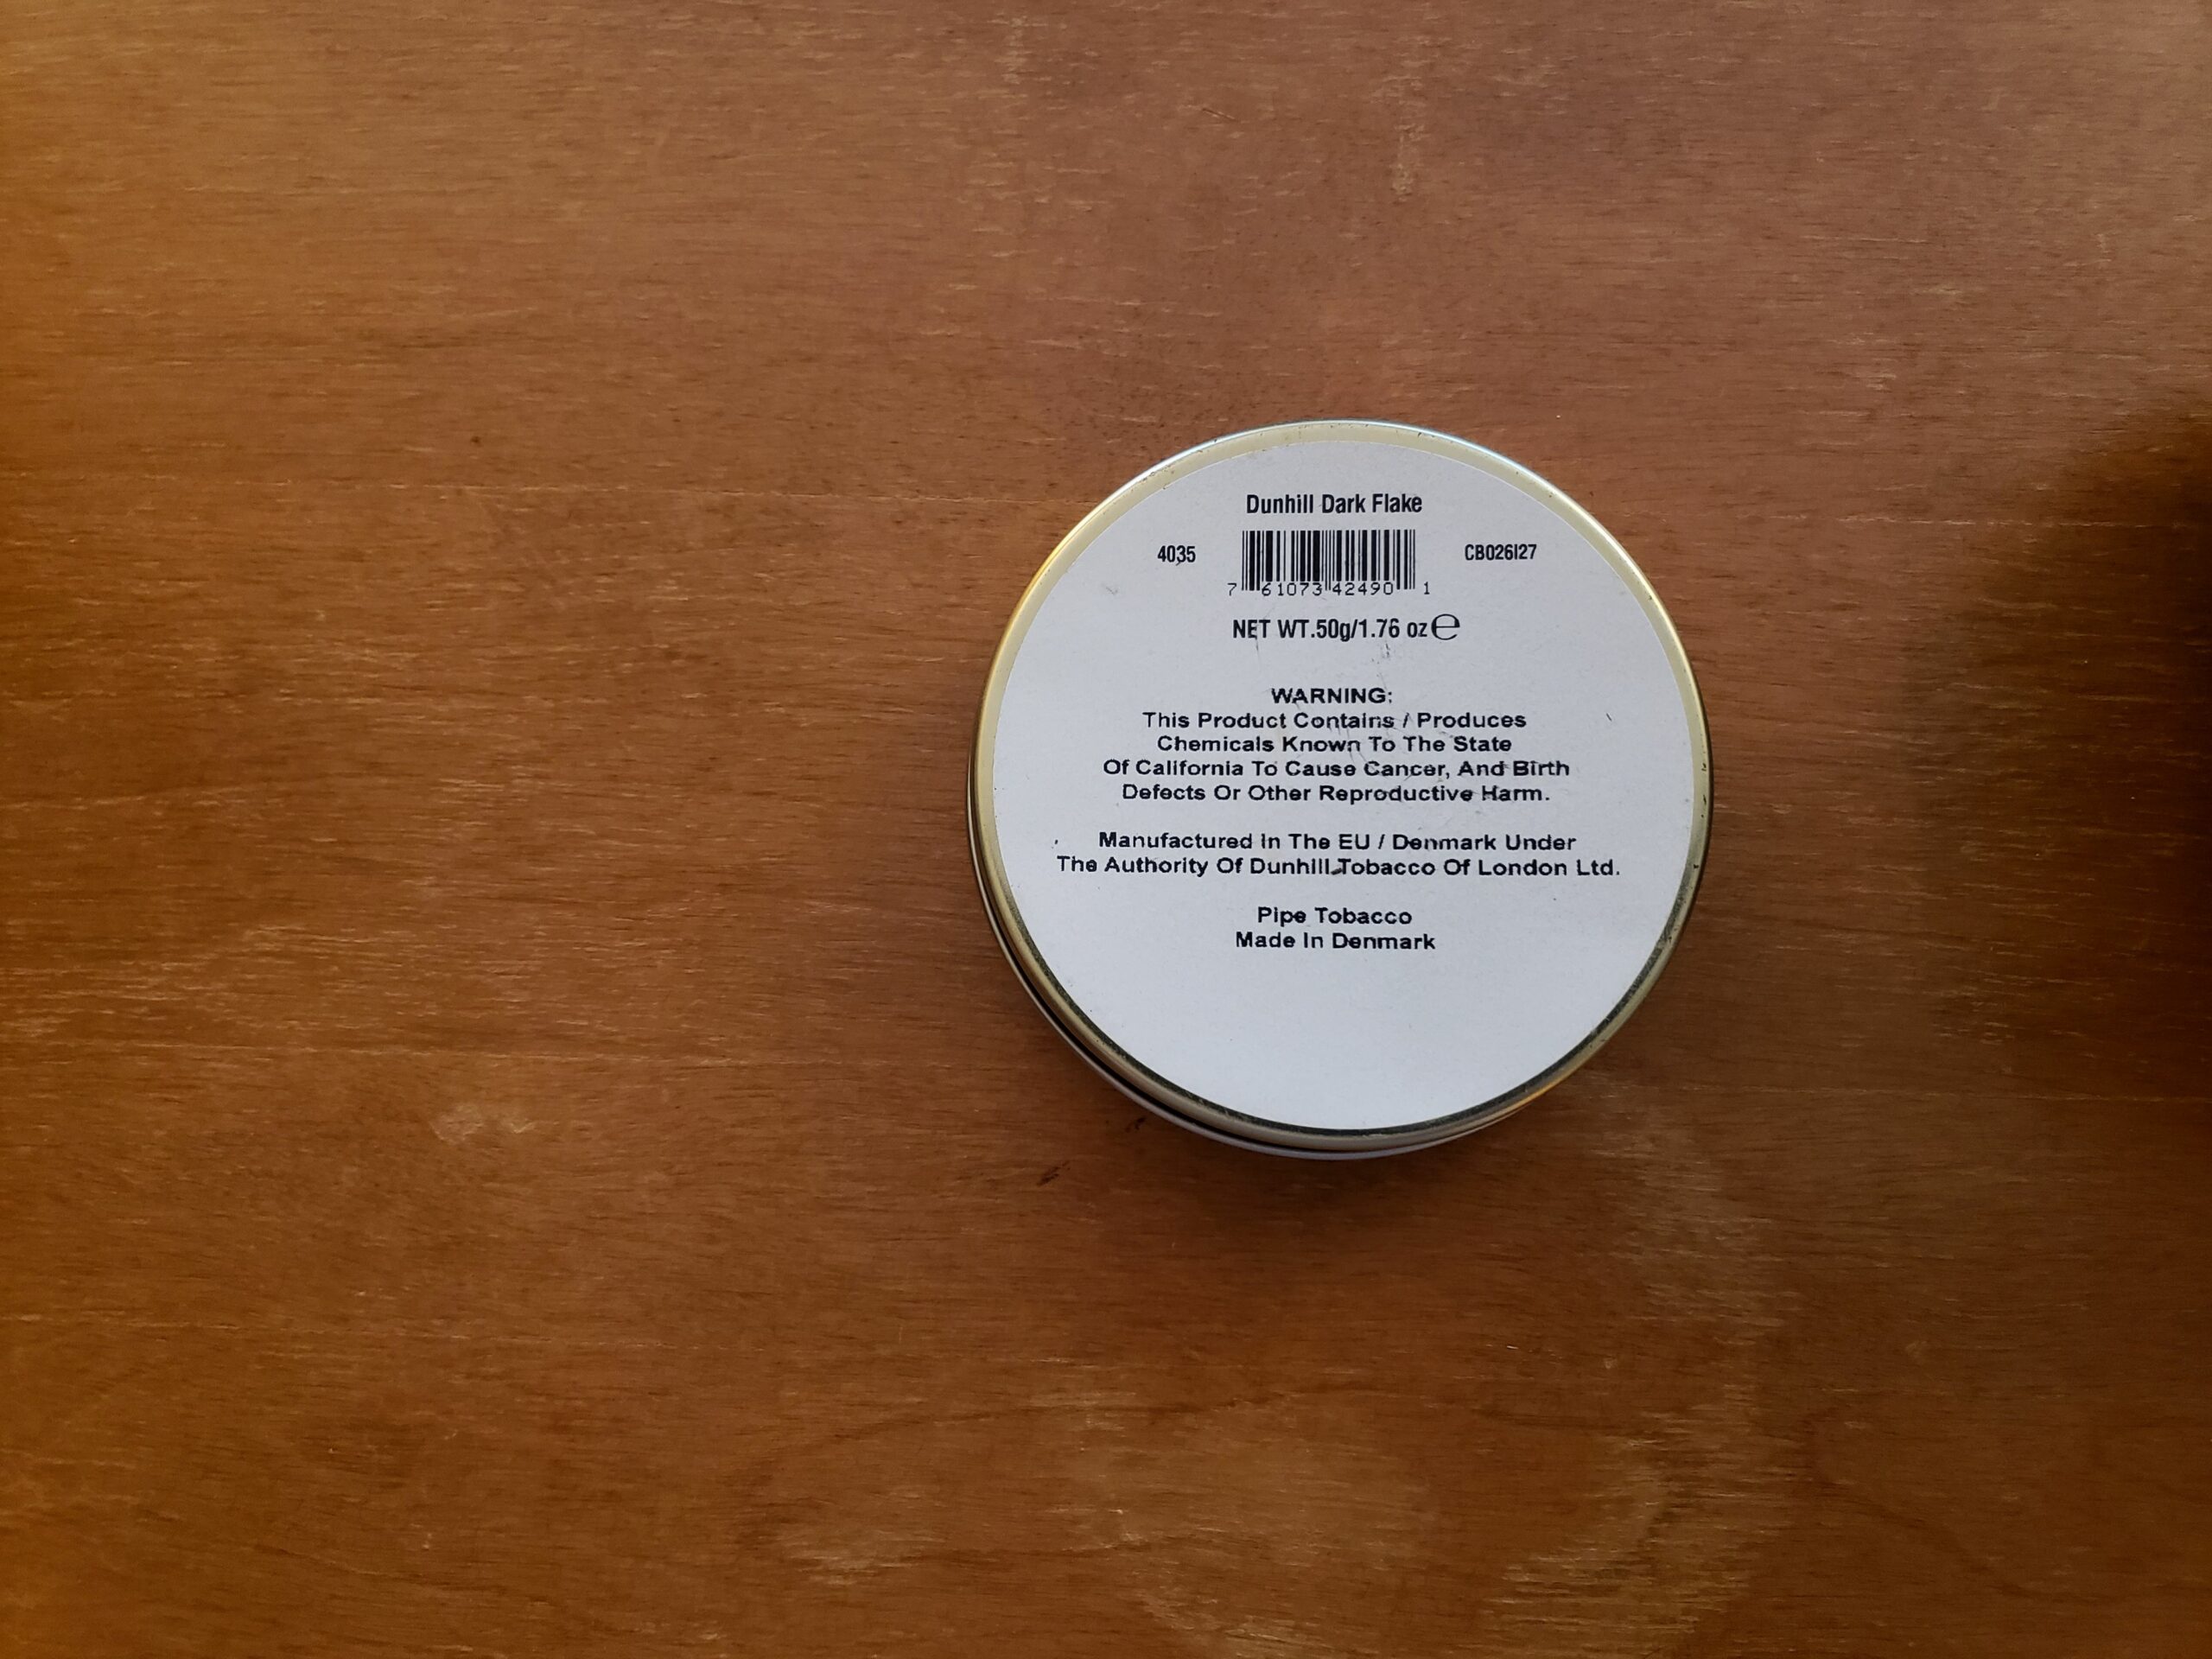 Dunhill Dark Flake
4035
CB026I27
7 61073 42490 1
NET WT.50g/1.76 oz ℮
WARNING:
This Product Contains / Produces
Chemicals Known To The State
Of California To Cause Cancer, And Birth
Defects Or Other Reproductive Harm.
Manufactured In The EU / Denmark Under
The Authority Of Dunhill Tobacco Of London Ltd.
Pipe Tobacco
Made In Denmark